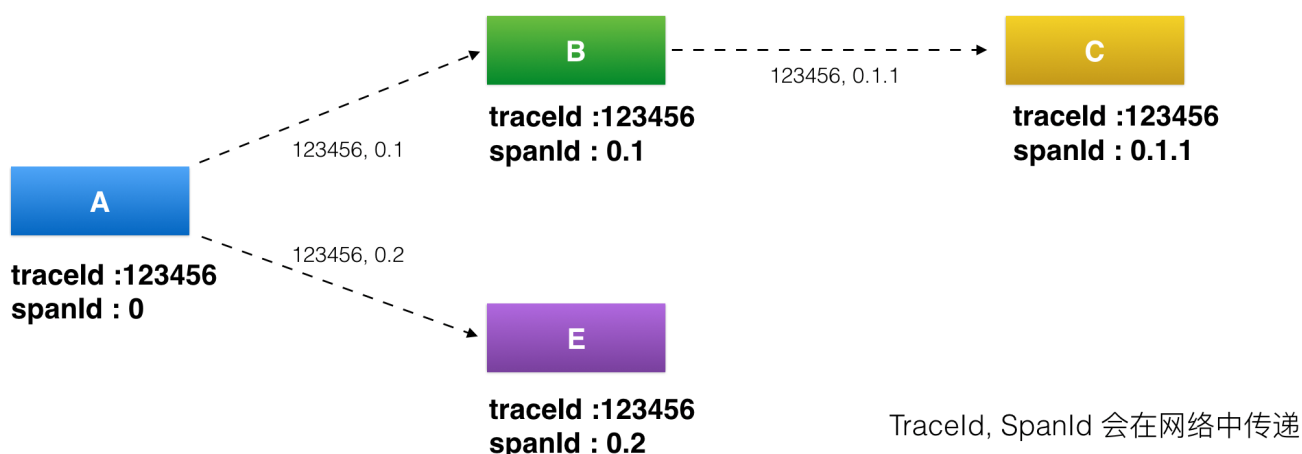 B
C
123456, 0.1.1
traceId :123456
spanId : 0.1
traceId :123456
spanId : 0.1.1
123456, 0.1
A
123456, 0.2
traceId :123456
spanId : 0
E
traceId :123456
spanId : 0.2
TraceId, SpanId 会在网络中传递